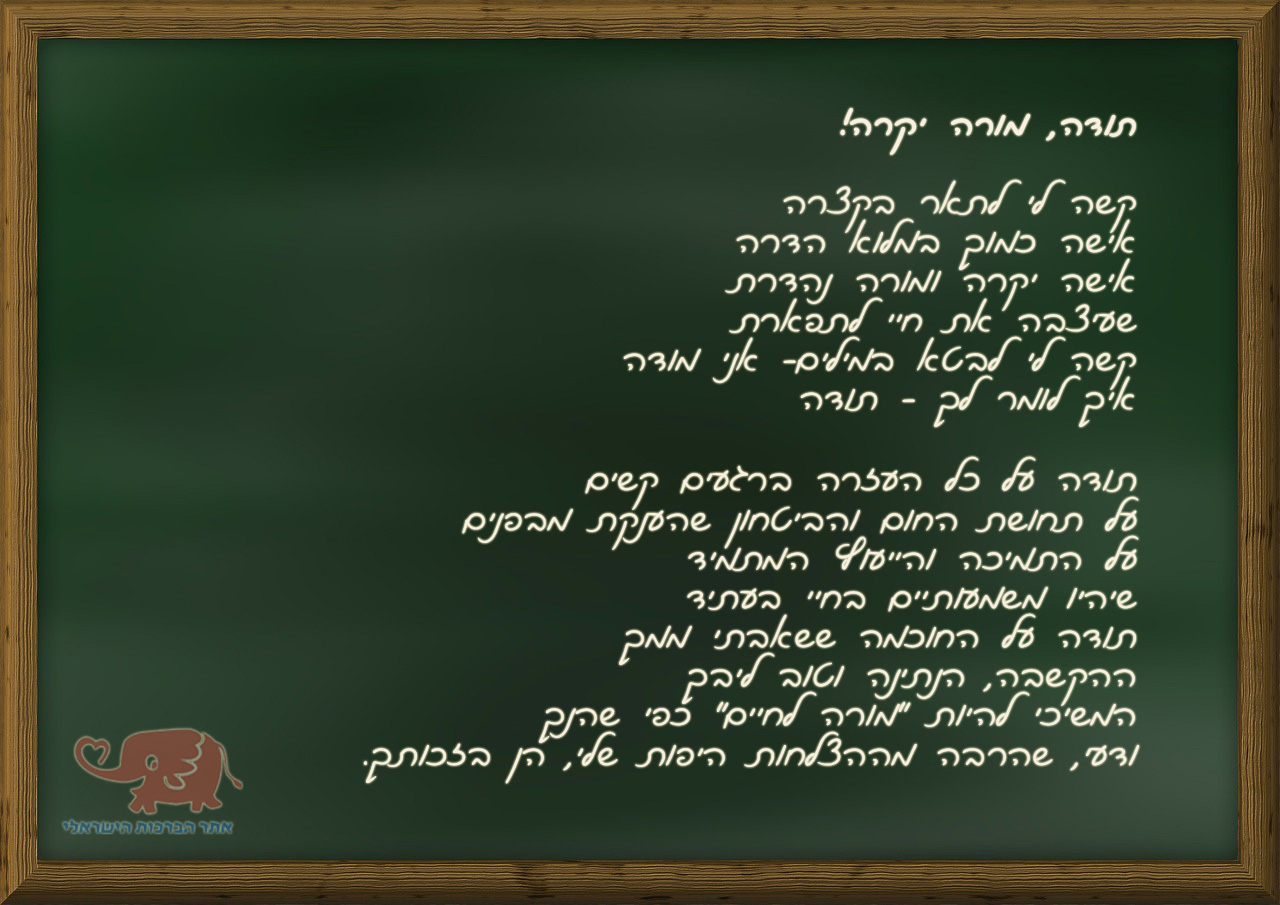 תודה, מורה יקרה!
קשה לי לתאר בקצרה
אישה כמוך במלוא הדרה
אישה יקרה ומורה נהדרת
שעיצבה את חיי לתפארת
קשה לי לבטא במילים- אני מודה
איך לומר לך - תודה
תודה על כל העזרה ברגעים קשים
על תחושת החום והביטחון שהענקת מבפנים
על התמיכה והייעוץ המתמיד
שיהיו משמעותיים בחיי בעתיד
תודה על החוכמה ששאבתי ממך
ההקשבה, הנתינה וטוב ליבך
המשיכי להיות "מורה לחיים" כפי שהנך
ודעי, שהרבה מההצלחות היפות שלי, הן בזכותך.
אתר הברכות הישראלי